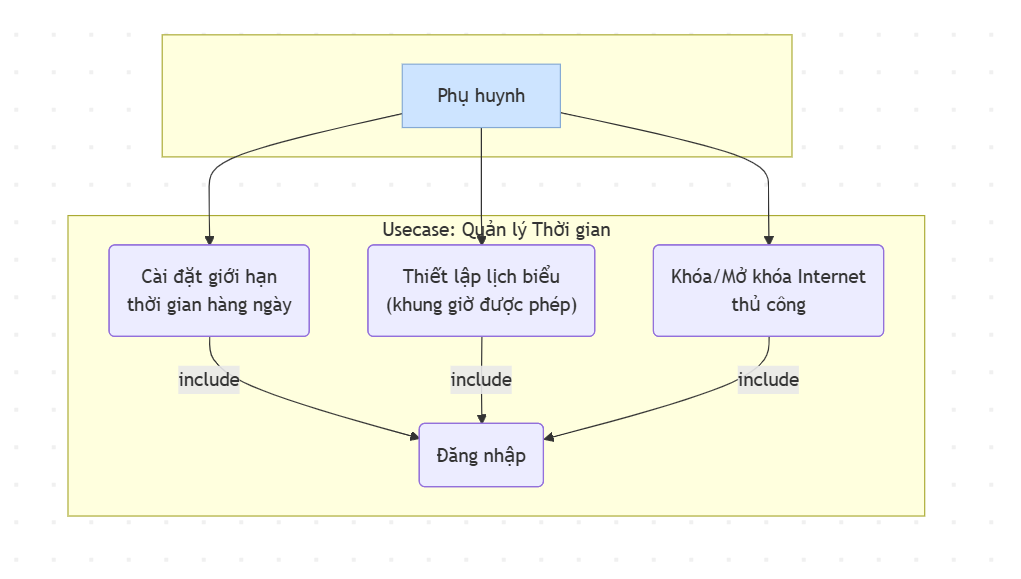 Phụ huynh
Usecase: Quản lý Thời gian
Cài đặt giới hạn
thời gian hàng ngày
Thiết lập lịch biểu
(khung giờ được phép)
Khóa/Mở khóa Internet
thủ công
include
include
include
Đăng nhập